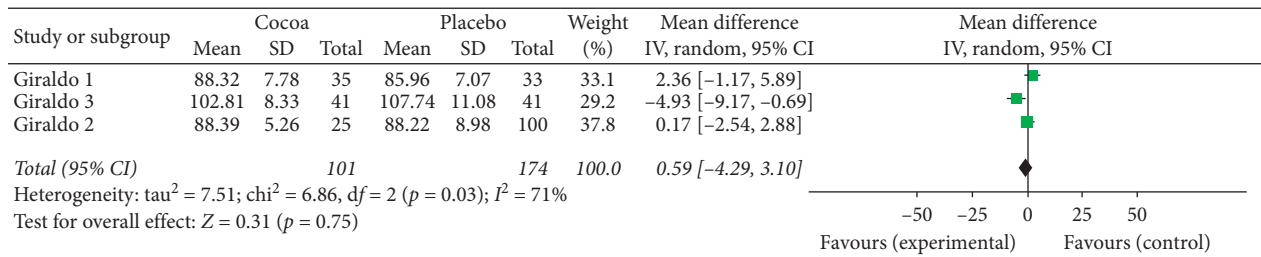 Study or subgroup Cocoa Placebo Weight (%) Mean difference IV, random, 95% CI Mean difference IV, random, 95% CI
Mean SD Total Mean SD Total
Giraldo 1 88.32 7.78 35 85.96 7.07 33 33.1 2.36 [–1.17, 5.89]
Giraldo 3 102.81 8.33 41 107.74 11.08 41 29.2 –4.93 [–9.17, –0.69]
Giraldo 2 88.39 5.26 25 88.22 8.98 100 37.8 0.17 [–2.54, 2.88]
Total (95% CI) 101 174 100.0 0.59 [–4.29, 3.10]
Heterogeneity: tau² = 7.51; chi² = 6.86, df = 2 (p = 0.03); I² = 71%
Test for overall effect: Z = 0.31 (p = 0.75)
–50 –25 0 25 50
Favours (experimental) Favours (control)